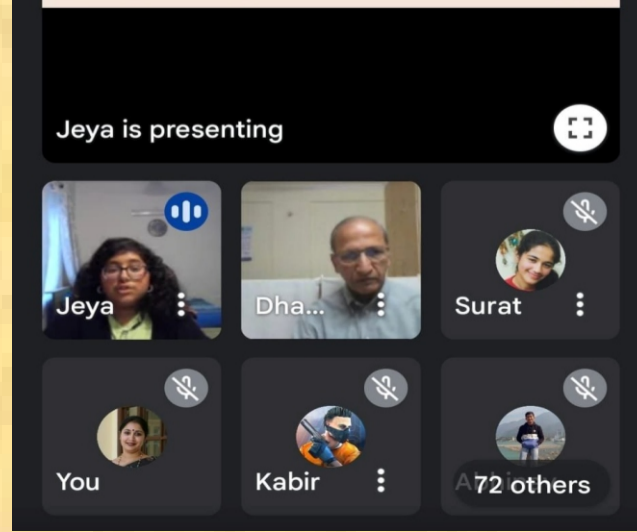 Jeya is presenting
Jeya
Dha...
Surat
You
Kabir
72 others